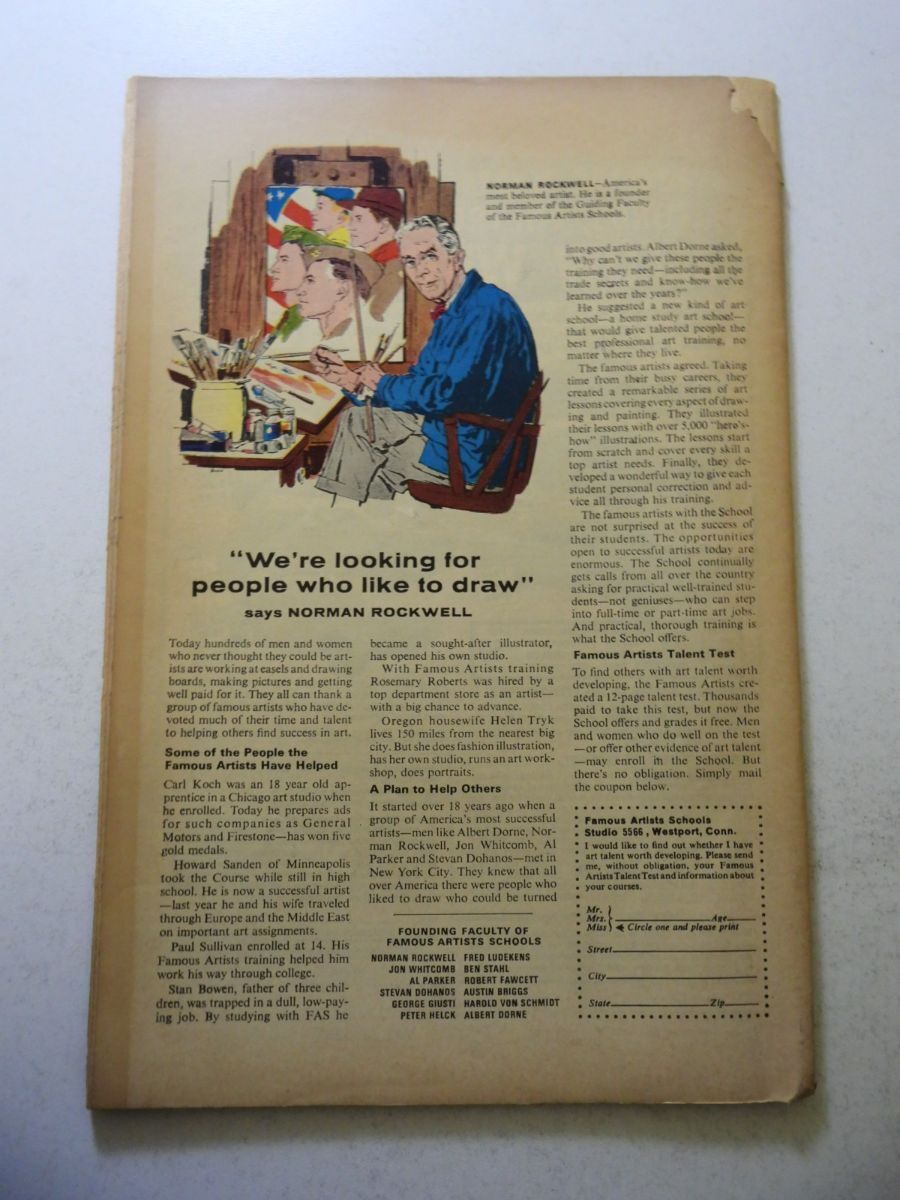 NORMAN ROCKWELL—America's
most beloved artist. He is a founder
and member of the Guiding Faculty
of the Famous Artists Schools.
"We're looking for
people who like to draw"
says NORMAN ROCKWELL
Today hundreds of men and women
who never thought they could be art-
ists are working at easels and drawing
boards, making pictures and getting
well paid for it. They all can thank a
group of famous artists who have de-
voted much of their time and talent
to helping others find success in art.
Some of the People the
Famous Artists Have Helped
Carl Koch was an 18 year old ap-
prentice in a Chicago art studio when
he enrolled. Today he prepares ads
for such companies as General
Motors and Firestone—has won five
gold medals.
Howard Sanden of Minneapolis
took the Course while still in high
school. He is now a successful artist
—last year he and his wife traveled
through Europe and the Middle East
on important art assignments.
Paul Sullivan enrolled at 14. His
Famous Artists training helped him
work his way through college.
Stan Bowen, father of three chil-
dren, was trapped in a dull, low-pay-
ing job. By studying with FAS he
became a sought-after illustrator,
has opened his own studio.
With Famous Artists training
Rosemary Roberts was hired by a
top department store as an artist—
with a big chance to advance.
Oregon housewife Helen Tryk
lives 150 miles from the nearest big
city. But she does fashion illustration,
has her own studio, runs an art work-
shop, does portraits.
A Plan to Help Others
It started over 18 years ago when a
group of America's most successful
artists—men like Albert Dorne, Nor-
man Rockwell, Jon Whitcomb, Al
Parker and Stevan Dohanos—met in
New York City. They knew that all
over America there were people who
liked to draw who could be turned
into good artists. Albert Dorne asked,
"Why can't we give these people the
training they need—including all the
trade secrets and know-how we've
learned over the years?"
He suggested a new kind of art
school—a home study art school—
that would give talented people the
best professional art training, no
matter where they live.
The famous artists agreed. Taking
time from their busy careers, they
created a remarkable series of art
lessons covering every aspect of draw-
ing and painting. They illustrated
their lessons with over 5,000 "here's-
how" illustrations. The lessons start
from scratch and cover every skill a
top artist needs. Finally, they de-
veloped a wonderful way to give each
student personal correction and ad-
vice all through his training.
The famous artists with the School
are not surprised at the success of
their students. The opportunities
open to successful artists today are
enormous. The School continually
gets calls from all over the country
asking for practical well-trained stu-
dents—not geniuses—who can step
into full-time or part-time art jobs.
And practical, thorough training is
what the School offers.
Famous Artists Talent Test
To find others with art talent worth
developing, the Famous Artists cre-
ated a 12-page talent test. Thousands
paid to take this test, but now the
School offers and grades it free. Men
and women who do well on the test
—or offer other evidence of art talent
—may enroll in the School. But
there's no obligation. Simply mail
the coupon below.
FOUNDING FACULTY OF
FAMOUS ARTISTS SCHOOLS
NORMAN ROCKWELL FRED LUDEKENS
JON WHITCOMB BEN STAHL
AL PARKER ROBERT FAWCETT
STEVAN DOHANOS AUSTIN BRIGGS
GEORGE GIUSTI HAROLD VON SCHMIDT
PETER HELCK ALBERT DORNE
Famous Artists Schools
Studio 5566, Westport, Conn.
I would like to find out whether I have
art talent worth developing. Please send
me, without obligation, your Famous
Artists Talent Test and information about
your courses.
Mr.
Mrs. Age
Miss Circle one and please print
Street
City
State Zip